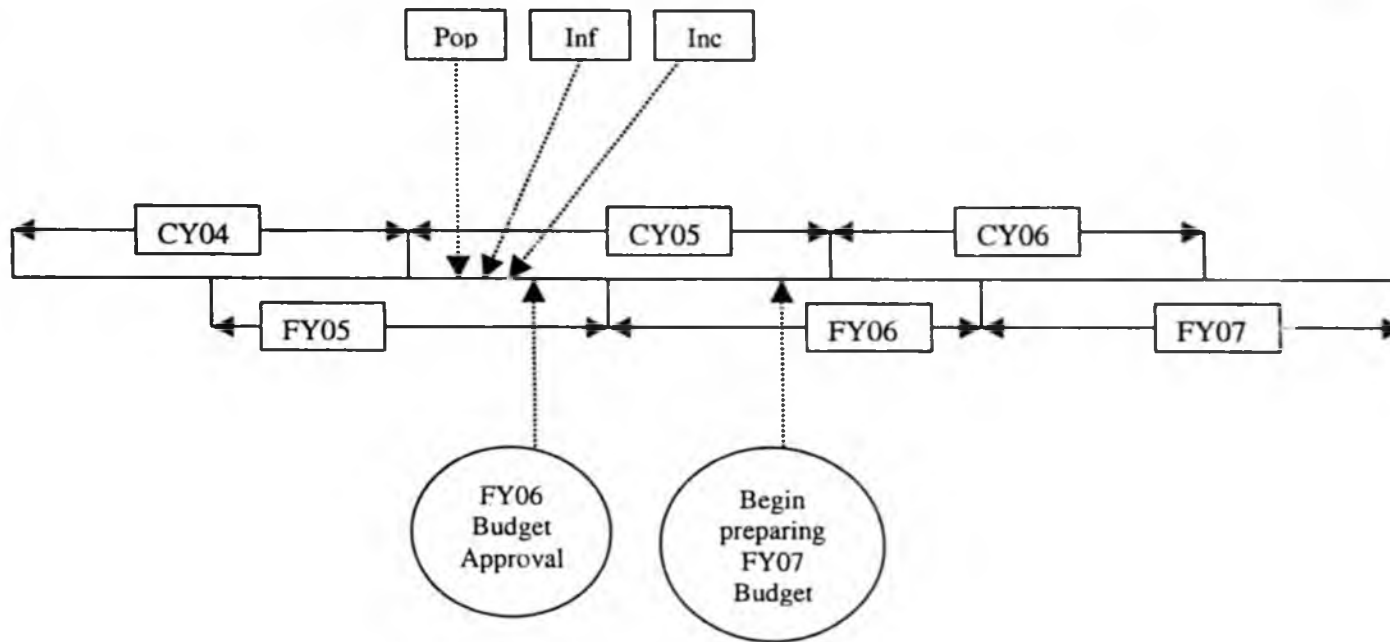 Pop
Inf
Inc
CY04
CY05
CY06
FY05
FY06
FY07
FY06
Budget
Approval
Begin
preparing
FY07
Budget